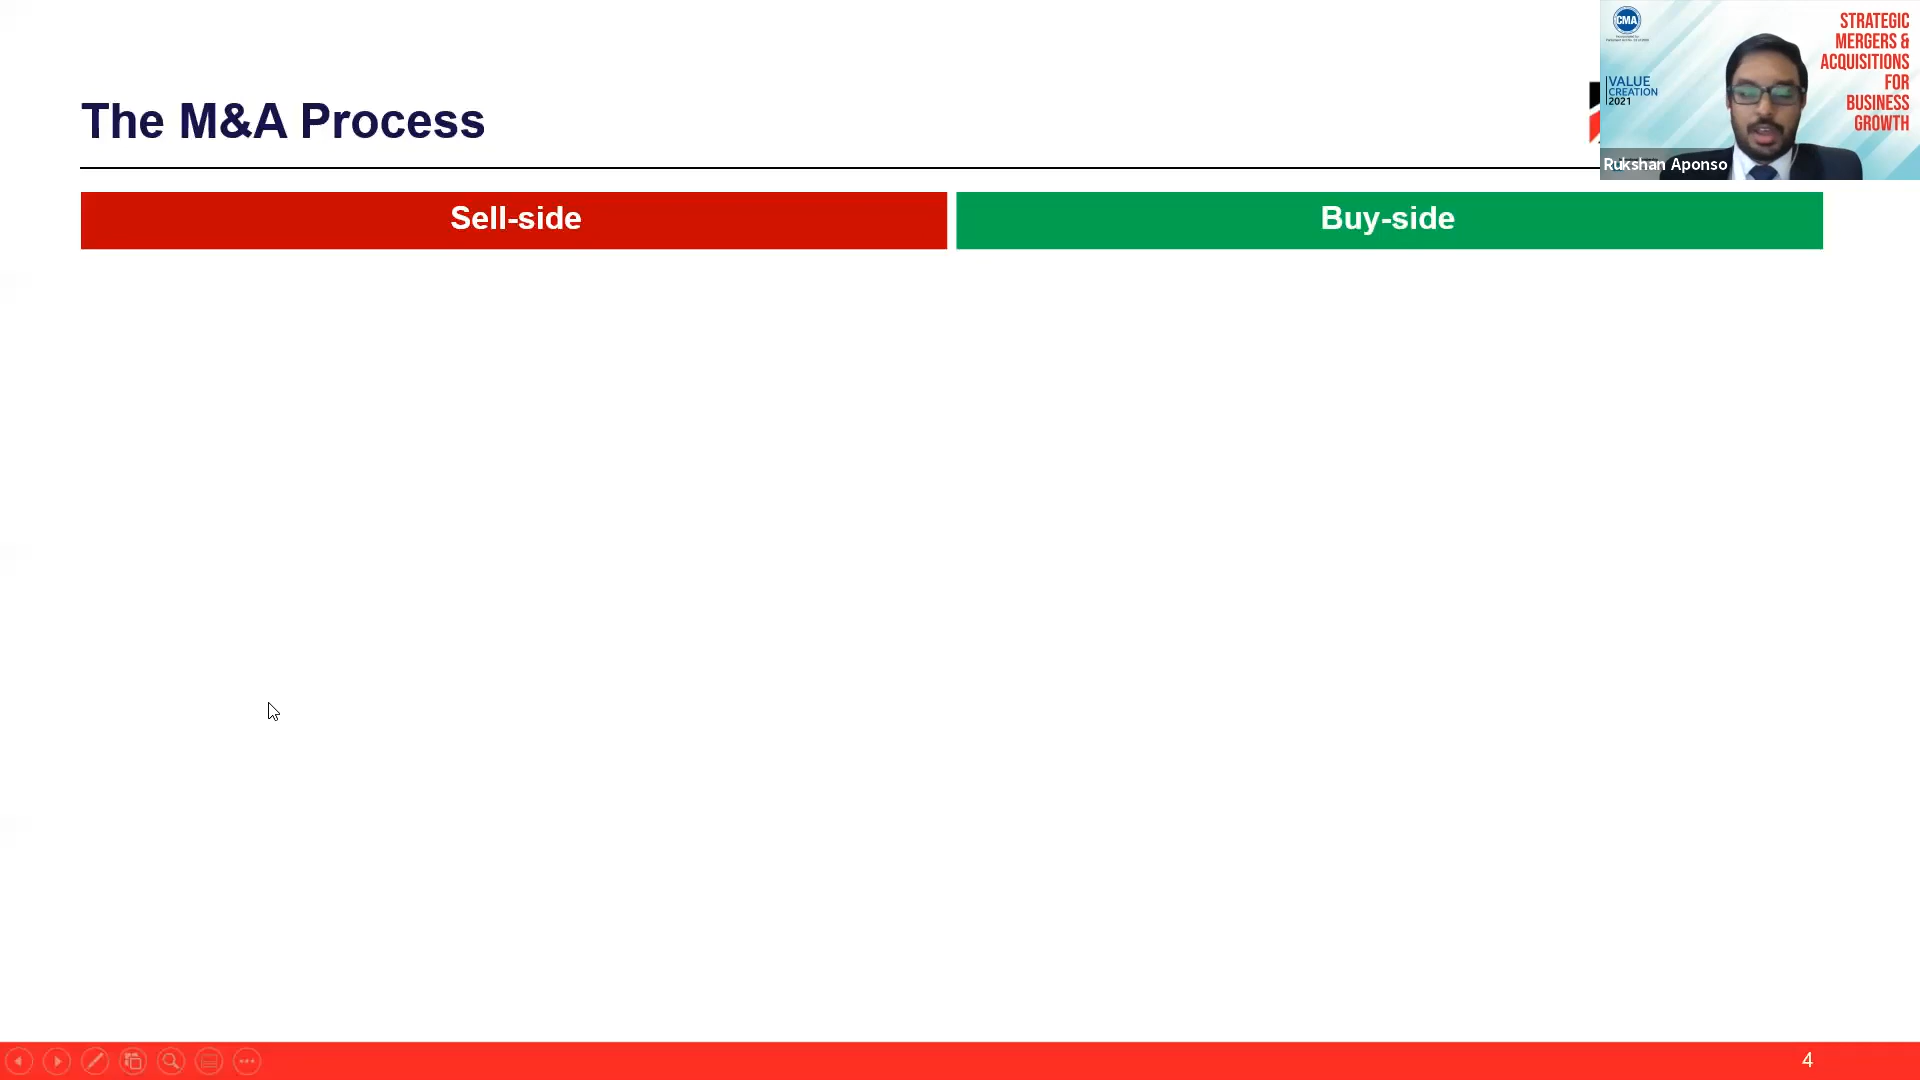 The M&A Process
Sell-side
Buy-side
CMA
VALUE
CREATION
2021
STRATEGIC
MERGERS &
ACQUISITIONS
FOR
BUSINESS
GROWTH
Rukshan Aponso
4